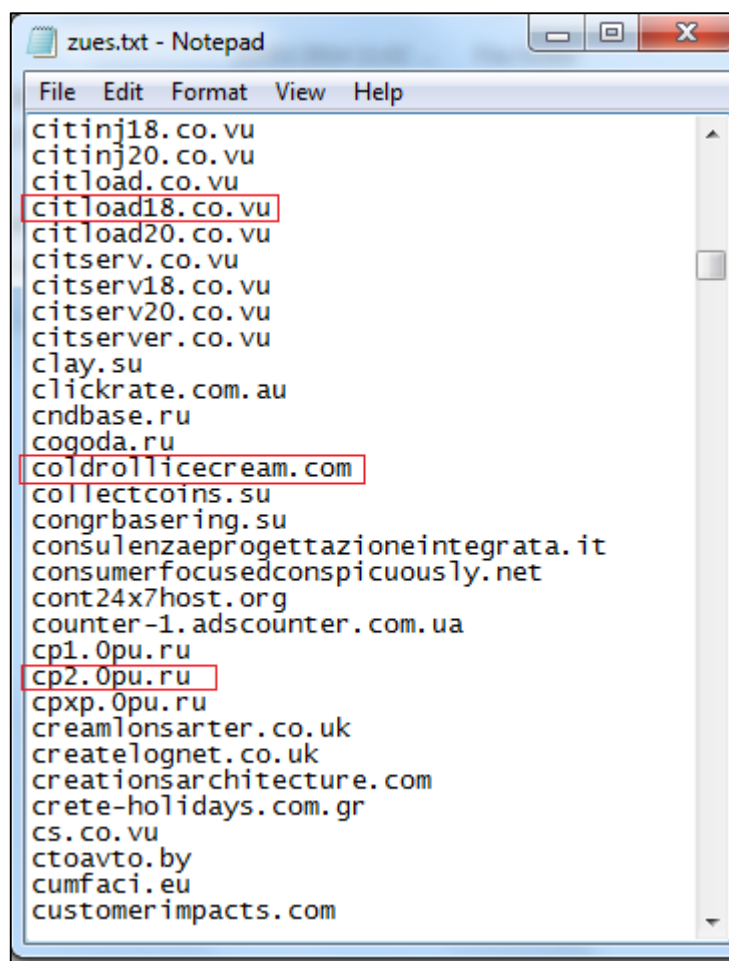 zues.txt - Notepad
File Edit Format View Help
citinj18.co.vu
citinj20.co.vu
citload.co.vu
citload18.co.vu
citload20.co.vu
citserv.co.vu
citserv18.co.vu
citserv20.co.vu
citserver.co.vu
clay.su
clickrate.com.au
cndbase.ru
cogoda.ru
coldrollicecream.com
collectcoins.su
congrbasering.su
consulenzaeprogettazioneintegrata.it
consumerfocusedconspicuously.net
cont24x7host.org
counter-1.adscounter.com.ua
cp1.0pu.ru
cp2.0pu.ru
cpxp.0pu.ru
creamlonsarter.co.uk
createlognet.co.uk
creationsarchitecture.com
crete-holidays.com.gr
cs.co.vu
ctoavto.by
cumfaci.eu
customerimpacts.com